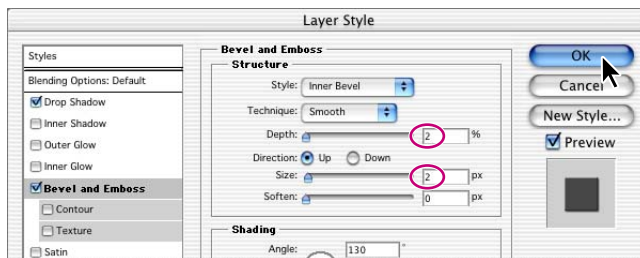 Layer Style
Styles
Blending Options: Default
Drop Shadow
Inner Shadow
Outer Glow
Inner Glow
Bevel and Emboss
Contour
Texture
Satin
Bevel and Emboss
Structure
Style: Inner Bevel
Technique: Smooth
Depth: 2 %
Direction: Up Down
Size: 2 px
Soften: 0 px
Shading
Angle: 130 °
OK
Cancel
New Style...
Preview